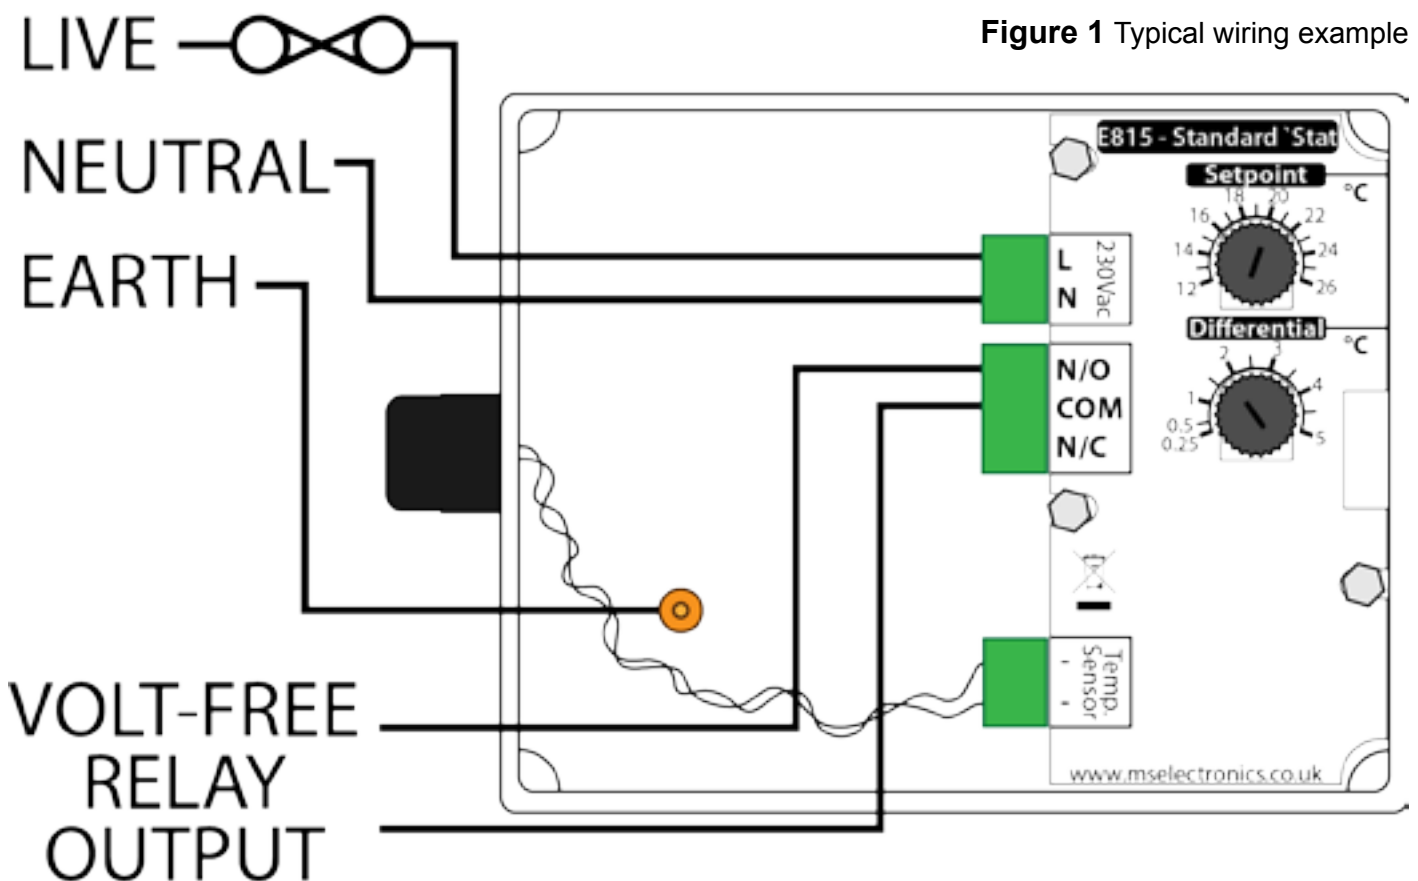 Figure 1 Typical wiring example
LIVE
NEUTRAL
EARTH
VOLT-FREE
RELAY
OUTPUT
E815 - Standard `Stat
Setpoint
°C
12
14
16
18
20
22
24
26
L
N
230Vac
Differential
°C
0.25
0.5
1
2
3
4
5
N/O
COM
N/C
Temp.
Sensor
- -
www.mselectronics.co.uk